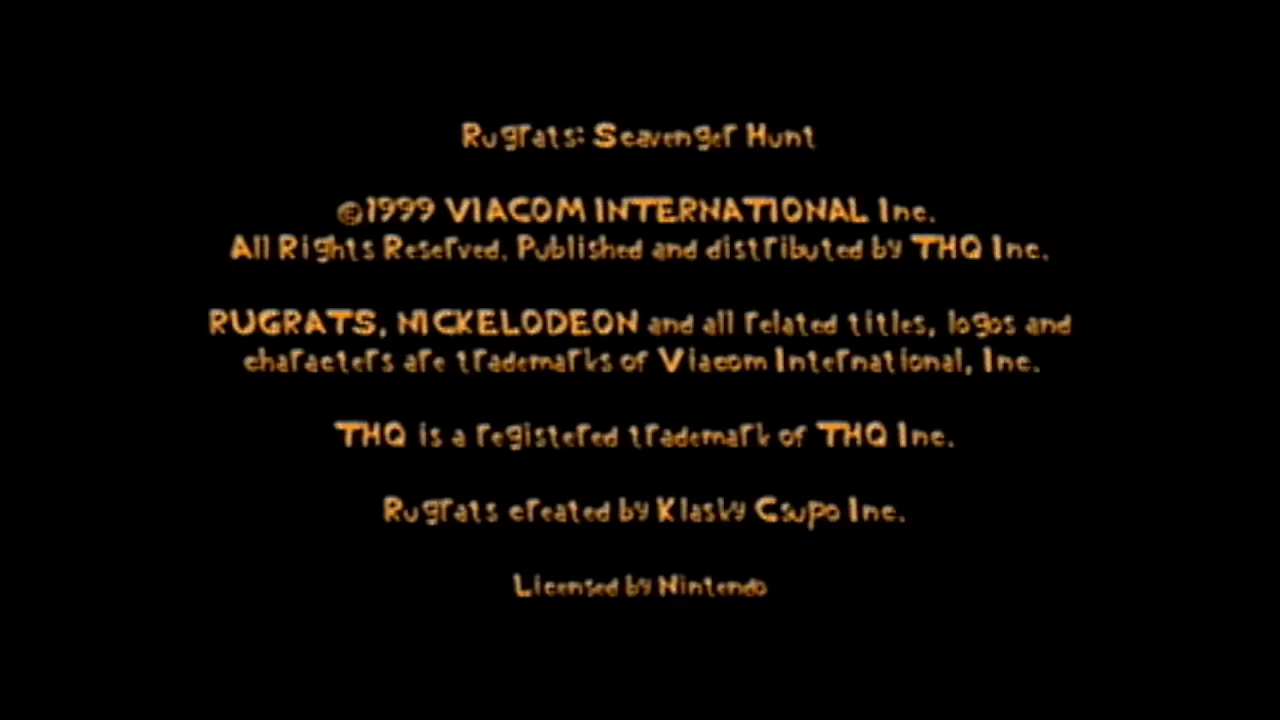 Rugrats: Scavenger Hunt
©1999 VIACOM INTERNATIONAL Inc.
All Rights Reserved. Published and distributed by THQ Inc.
RUGRATS, NICKELODEON and all related titles, logos and
characters are trademarks of Viacom International, Inc.
THQ is a registered trademark of THQ Inc.
Rugrats created by Klasky Csupo Inc.
Licensed by Nintendo